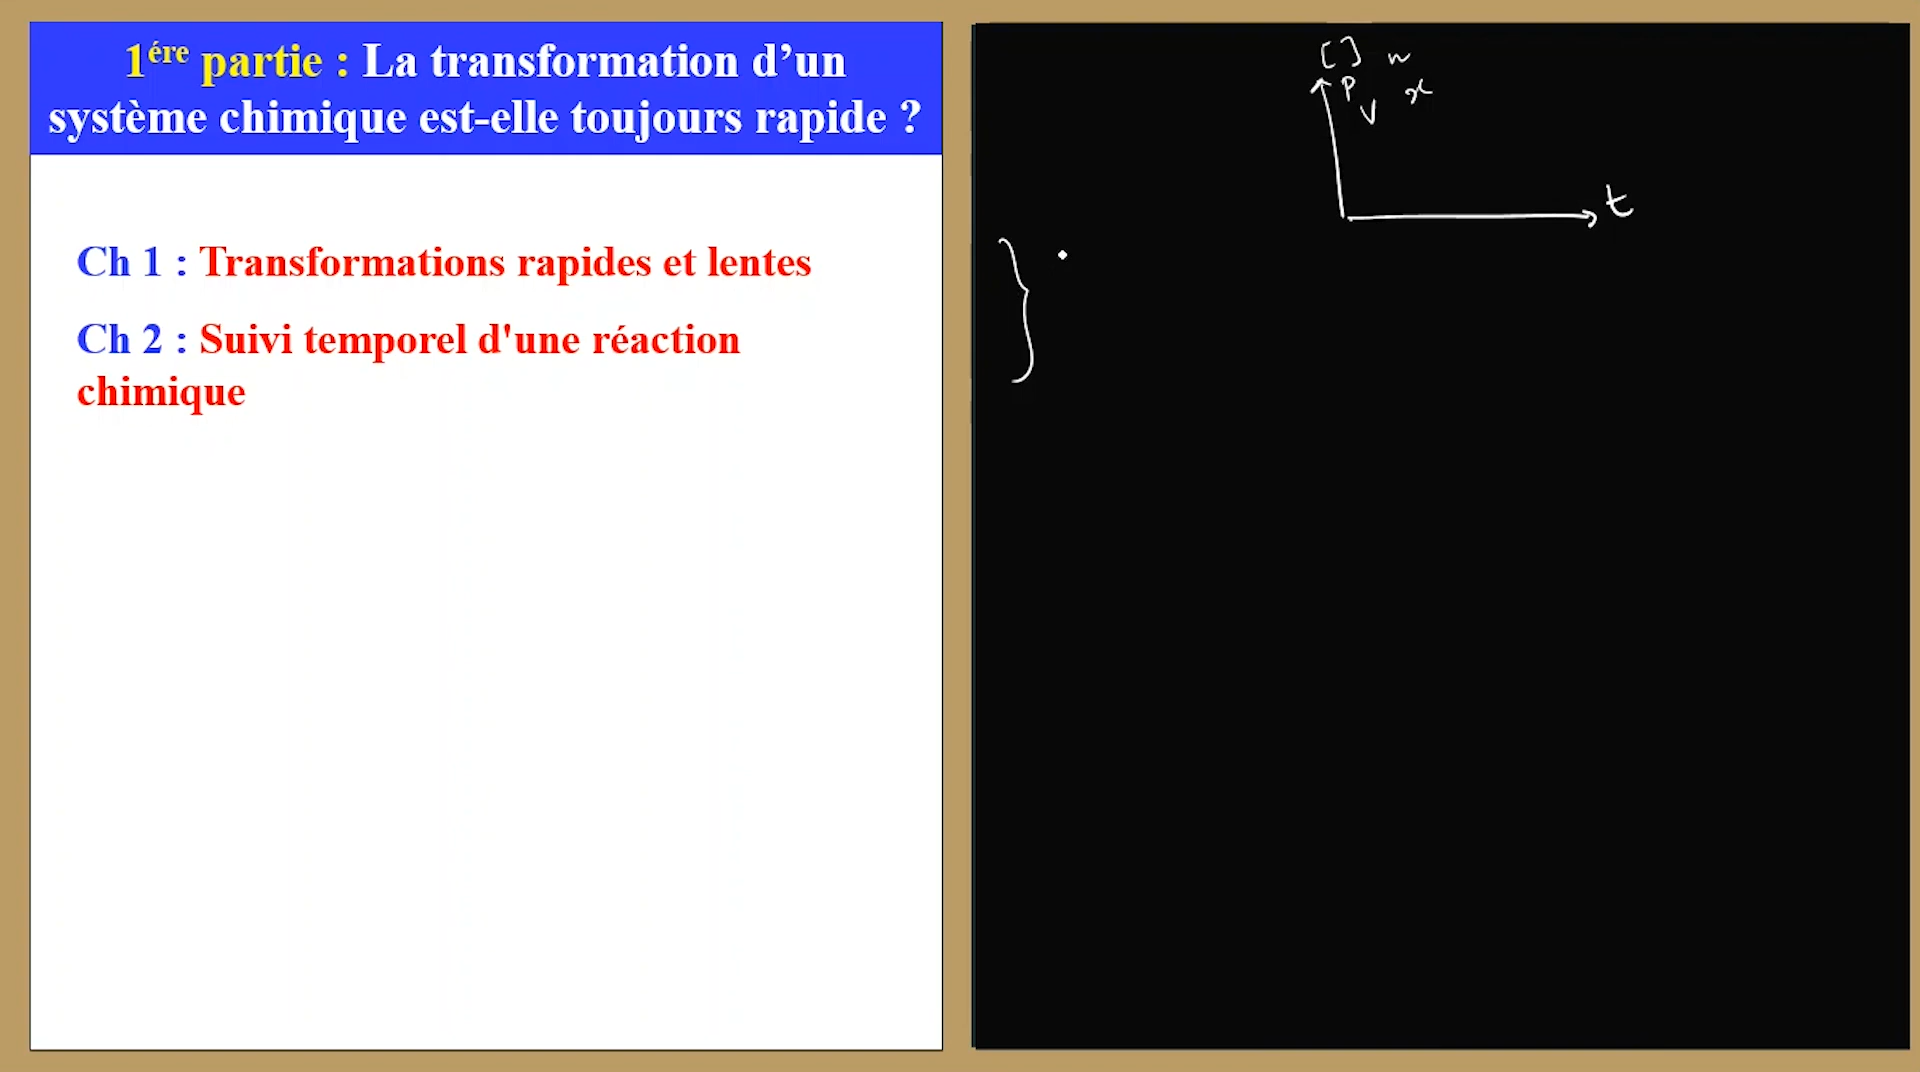 1ére partie : La transformation d’un
système chimique est-elle toujours rapide ?
Ch 1 : Transformations rapides et lentes
Ch 2 : Suivi temporel d'une réaction
chimique
[ ] n
P x
V
t